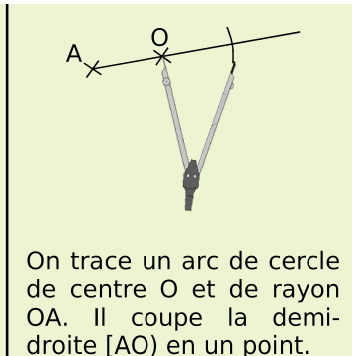 O
A
On trace un arc de cercle
de centre O et de rayon
OA. Il coupe la demi-
droite [AO) en un point.